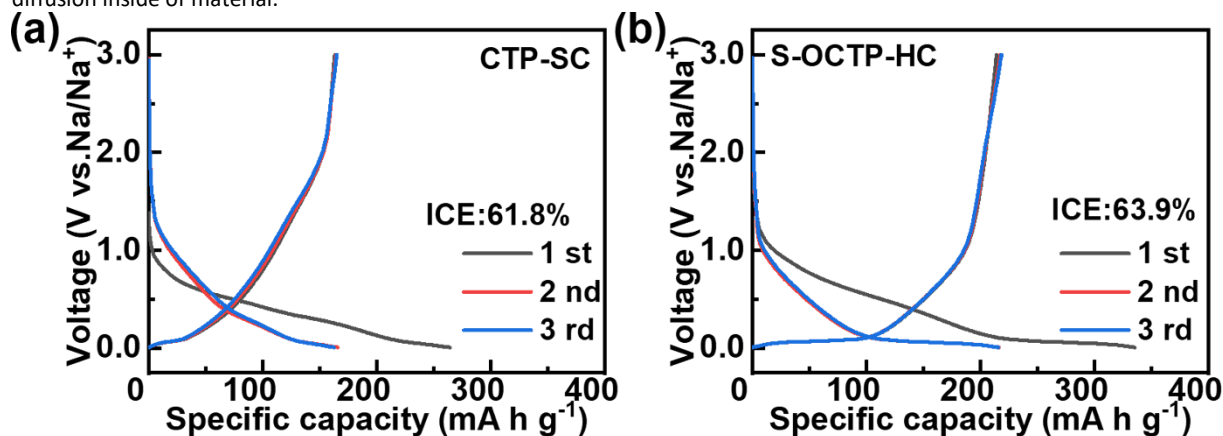 diffusion inside of material.
(a)
CTP-SC
3.0
2.0
1.0
0.0
Voltage (V vs.Na/Na⁺)
ICE:61.8%
1 st
2 nd
3 rd
0 100 200 300 400
Specific capacity (mA h g⁻¹)
(b)
S-OCTP-HC
3.0
2.0
1.0
0.0
Voltage (V vs.Na/Na⁺)
ICE:63.9%
1 st
2 nd
3 rd
0 100 200 300 400
Specific capacity (mA h g⁻¹)